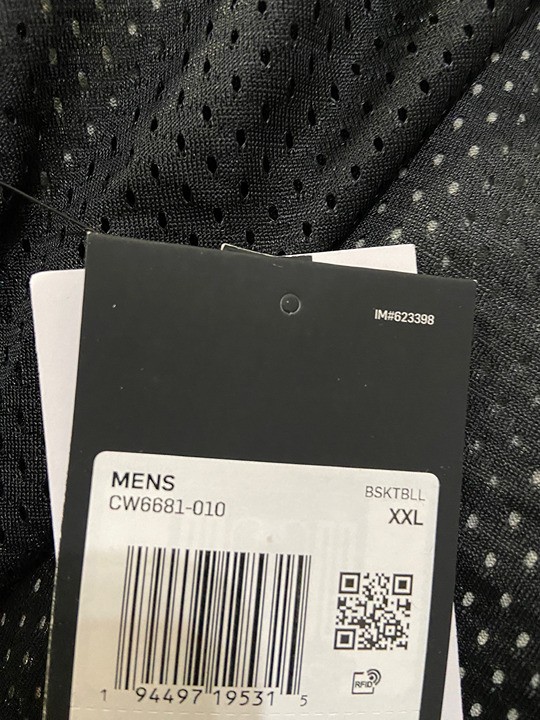 IM#623398
MENS
CW6681-010
BSKTBLL
XXL
1 94497 19531 5
RFID